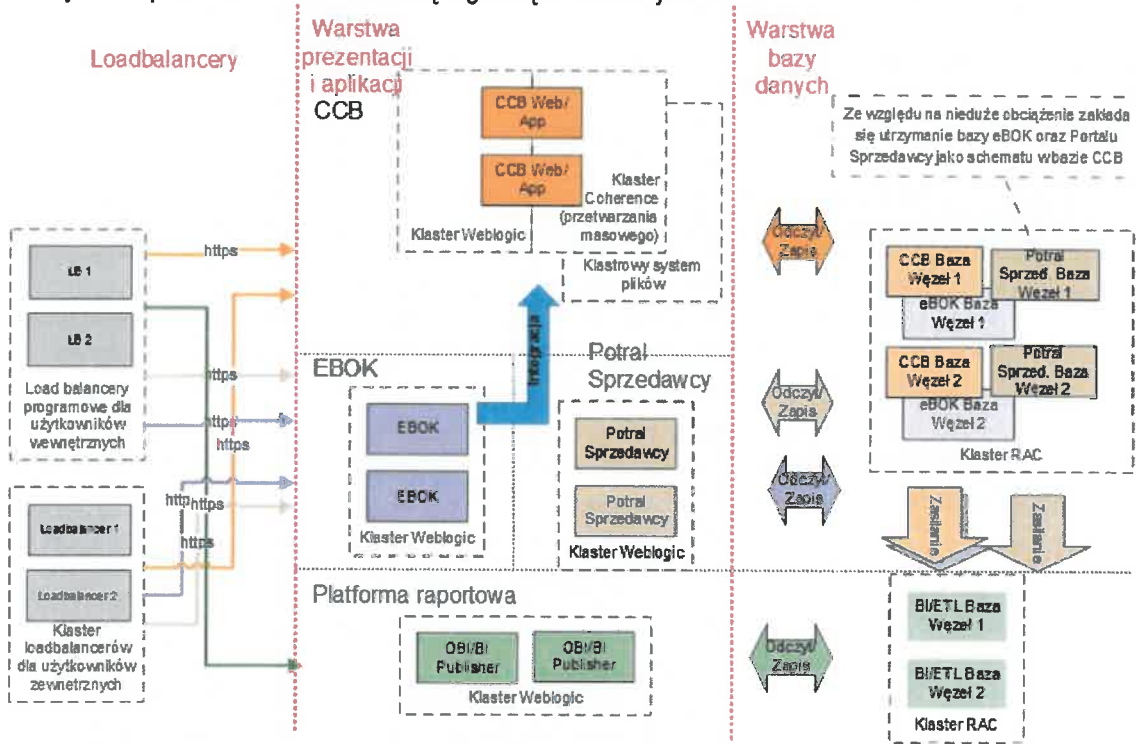 Loadbalancery
Warstwa
prezentacji
i aplikacji
CCB
Warstwa
bazy
danych
CCB Web/
App
CCB Web/
App
Klaster
Coherence
(przetwarzania
masowego)
Klaster Weblogic
Klastrowy system
plików
Ze względu na nieduże obciążenie zakłada
się utrzymanie bazy eBOK oraz Portalu
Sprzedawcy jako schematu w bazie CCB
LB 1
LB 2
Load balancery
programowe dla
użytkowników
wewnętrznych
https
https
https
https
http
https
https
Loadbalancer 1
Loadbalancer 2
Klaster
loadbalancerów
dla użytkowników
zewnetrznych
Integracja
EBOK
EBOK
EBOK
Klaster Weblogic
Potral
Sprzedawcy
Potral
Sprzedawcy
Potral
Sprzedawcy
Klaster Weblogic
Odczyt/
Zapis
Odczyt/
Zapis
Odczyt/
Zapis
CCB Baza
Węzeł 1
Potral
Sprzed. Baza
Węzeł 1
eBOK Baza
Węzeł 1
CCB Baza
Węzeł 2
Potral
Sprzed. Baza
Węzeł 2
eBOK Baza
Węzeł 2
Klaster RAC
Zasilanie
Zasilanie
Platforma raportowa
OBI/BI
Publisher
OBI/BI
Publisher
Klaster Weblogic
Odczyt/
Zapis
BI/ETL Baza
Węzeł 1
BI/ETL Baza
Węzeł 2
Klaster RAC